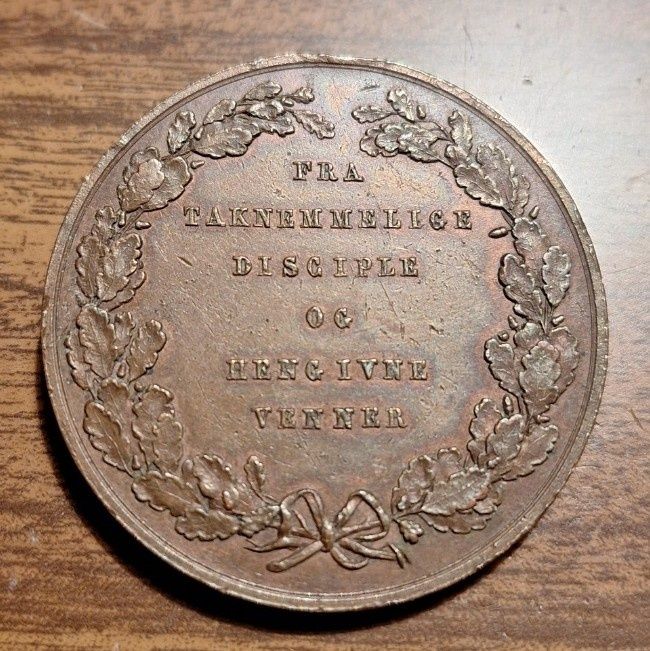 FRA
TAKNEMMELIGE
DISCIPLE
OG
HENGIVNE
VENNER